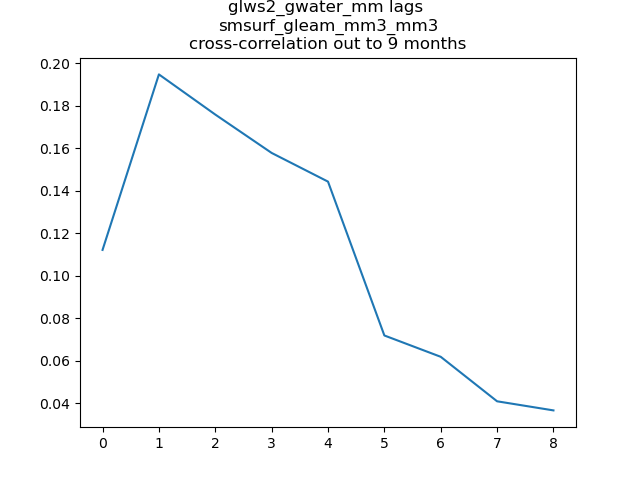 glws2_gwater_mm lags
smsurf_gleam_mm3_mm3
cross-correlation out to 9 months
0.20
0.18
0.16
0.14
0.12
0.10
0.08
0.06
0.04
0 1 2 3 4 5 6 7 8